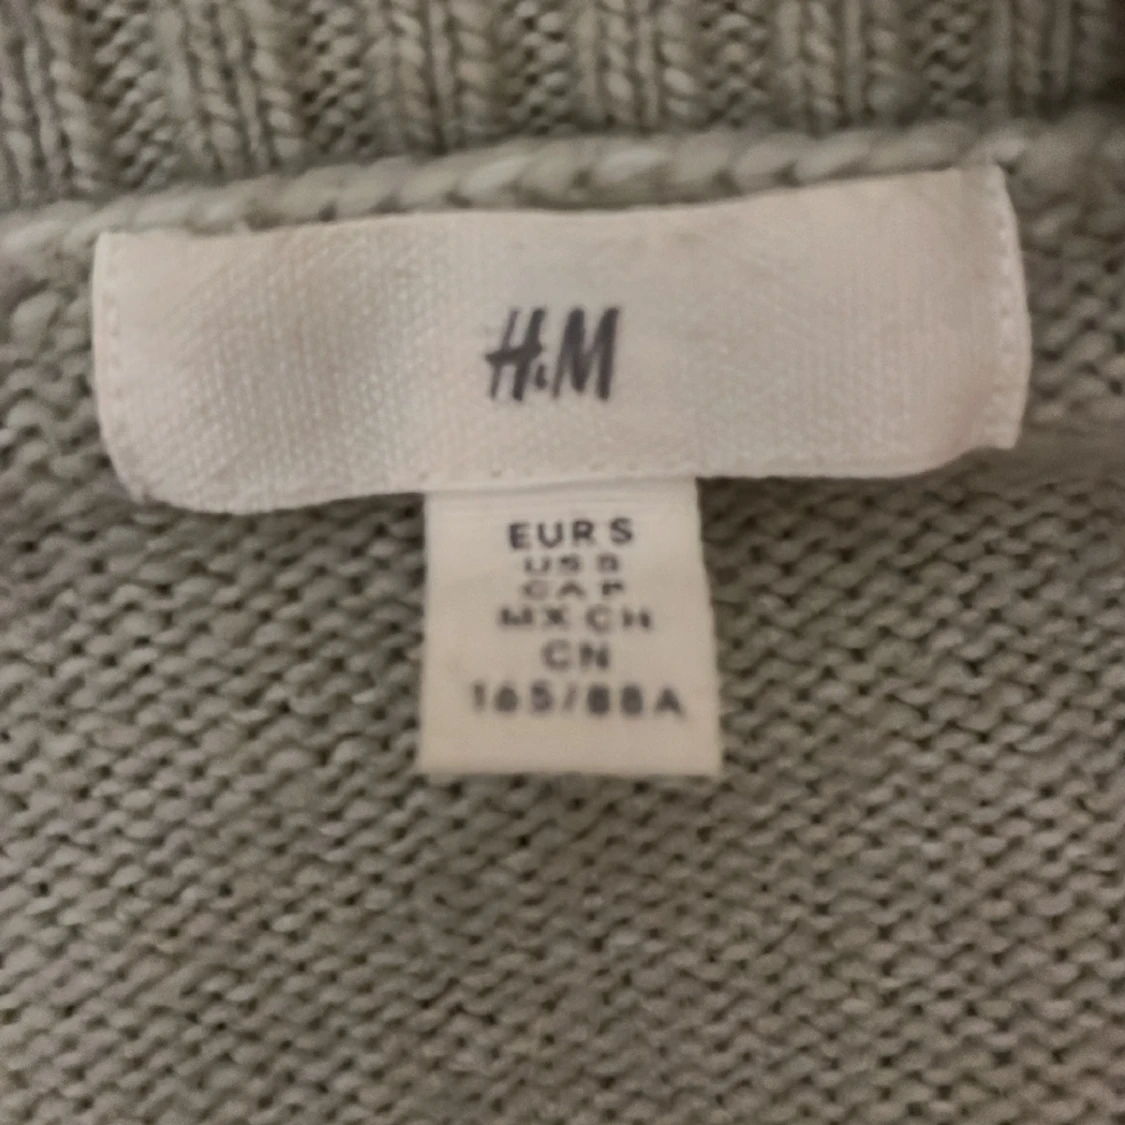 H&M
EUR S
US S
CA P
MX CH
CN
165/88A